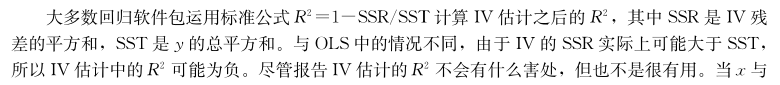 大多数回归软件包运用标准公式 R²=1−SSR/SST 计算 IV 估计之后的 R²，其中 SSR 是 IV 残
差的平方和，SST 是 y 的总平方和。与 OLS 中的情况不同，由于 IV 的 SSR 实际上可能大于 SST，
所以 IV 估计中的 R² 可能为负。尽管报告 IV 估计的 R² 不会有什么害处，但也不是很有用。当 x 与